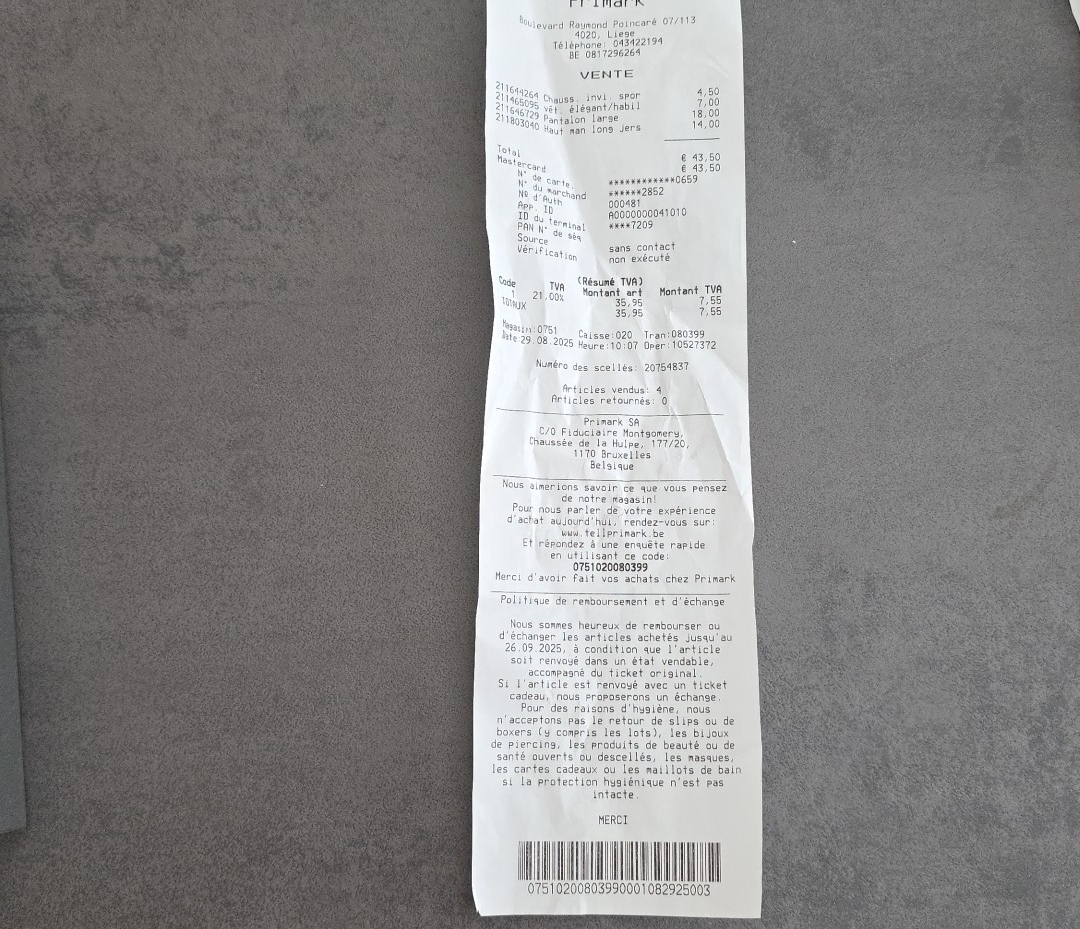 Primark
Boulevard Raymond Poincaré 07/113
4020, Liege
Téléphone: 043422194
BE 0817296264
VENTE
211644264 Chauss. invi. spor 4,50
211465095 vêt. élégant/habil 7,00
211646729 Pantalon large 18,00
211803040 Haut man long jers 14,00
Total € 43,50
Mastercard € 43,50
N° de carte. ************0659
N° du marchand ******2852
Nº d'Auth 000481
App. ID A0000000041010
ID du terminal ****7209
PAN N° de séq
Source sans contact
Vérification non exécuté
(Résumé TVA)
Code TVA Montant art Montant TVA
1 21,00% 35,95 7,55
TOTAUX 35,95 7,55
Magasin:0751 Caisse:020 Tran:080399
Date:29.08.2025 Heure:10:07 Oper:10527372
Numéro des scellés: 20754837
Articles vendus: 4
Articles retournés: 0
Primark SA
C/O Fiduciaire Montgomery,
Chaussée de la Hulpe, 177/20,
1170 Bruxelles
Belgique
Nous aimerions savoir ce que vous pensez
de notre magasin!
Pour nous parler de votre expérience
d'achat aujourd'hui, rendez-vous sur:
www.tellprimark.be
Et répondez à une enquête rapide
en utilisant ce code:
0751020080399
Merci d'avoir fait vos achats chez Primark
Politique de remboursement et d'échange
Nous sommes heureux de rembourser ou
d'échanger les articles achetés jusqu'au
26.09.2025, à condition que l'article
soit renvoyé dans un état vendable,
accompagné du ticket original.
Si l'article est renvoyé avec un ticket
cadeau, nous proposerons un échange.
Pour des raisons d'hygiène, nous
n'acceptons pas le retour de slips ou de
boxers (y compris les lots), les bijoux
de piercing, les produits de beauté ou de
santé ouverts ou descellés, les masques,
les cartes cadeaux ou les maillots de bain
si la protection hygiénique n'est pas
intacte.
MERCI
0751020080399000108292​5003